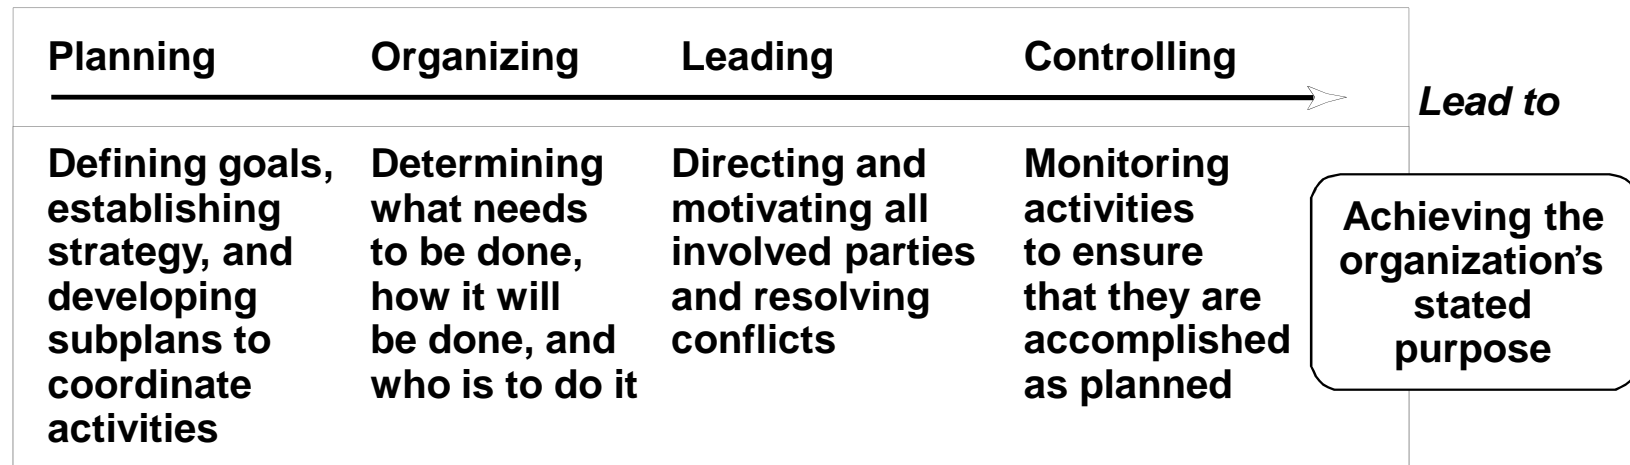 Planning
Organizing
Leading
Controlling
Lead to
Defining goals,
establishing
strategy, and
developing
subplans to
coordinate
activities
Determining
what needs
to be done,
how it will
be done, and
who is to do it
Directing and
motivating all
involved parties
and resolving
conflicts
Monitoring
activities
to ensure
that they are
accomplished
as planned
Achieving the
organization’s
stated
purpose